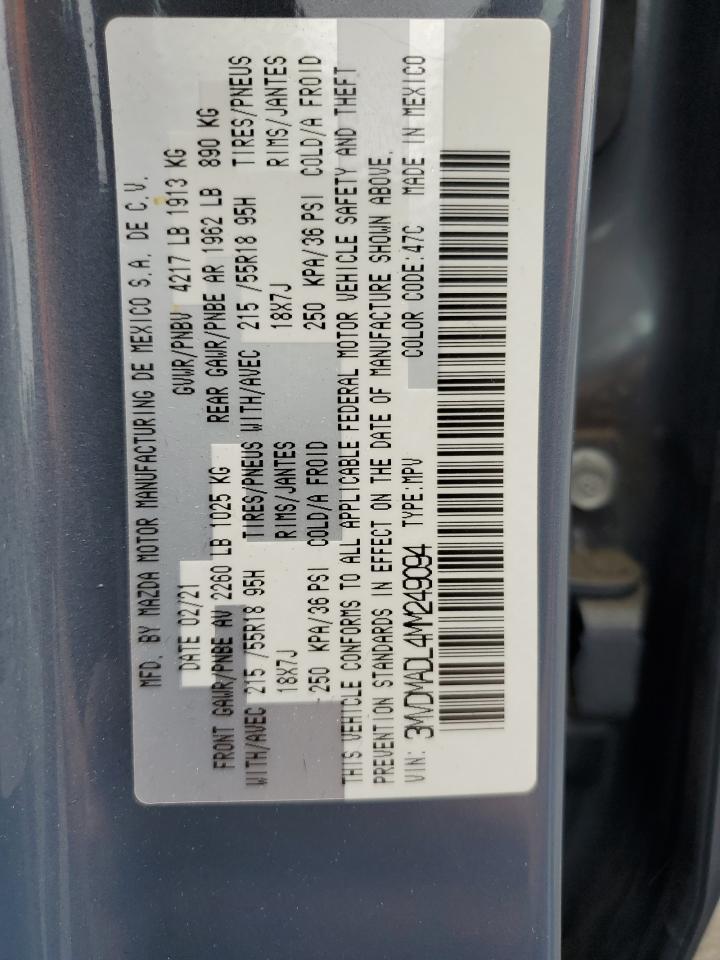 MFD. BY MAZDA MOTOR MANUFACTURING DE MEXICO S.A. DE C.V.
DATE 02/21 GVWR/PNBV 4217 LB 1913 KG
FRONT GAWR/PNBE AV 2260 LB 1025 KG REAR GAWR/PNBE AR 1962 LB 890 KG
WITH/AVEC 215 /55R18 95H TIRES/PNEUS WITH/AVEC 215 /55R18 95H TIRES/PNEUS
18X7J RIMS/JANTES 18X7J RIMS/JANTES
250 KPA/36 PSI COLD/A FROID 250 KPA/36 PSI COLD/A FROID
THIS VEHICLE CONFORMS TO ALL APPLICABLE FEDERAL MOTOR VEHICLE SAFETY AND THEFT
PREVENTION STANDARDS IN EFFECT ON THE DATE OF MANUFACTURE SHOWN ABOVE.
VIN: 3MVDMADL4MM249094 TYPE:MPV COLOR CODE:47C MADE IN MEXICO